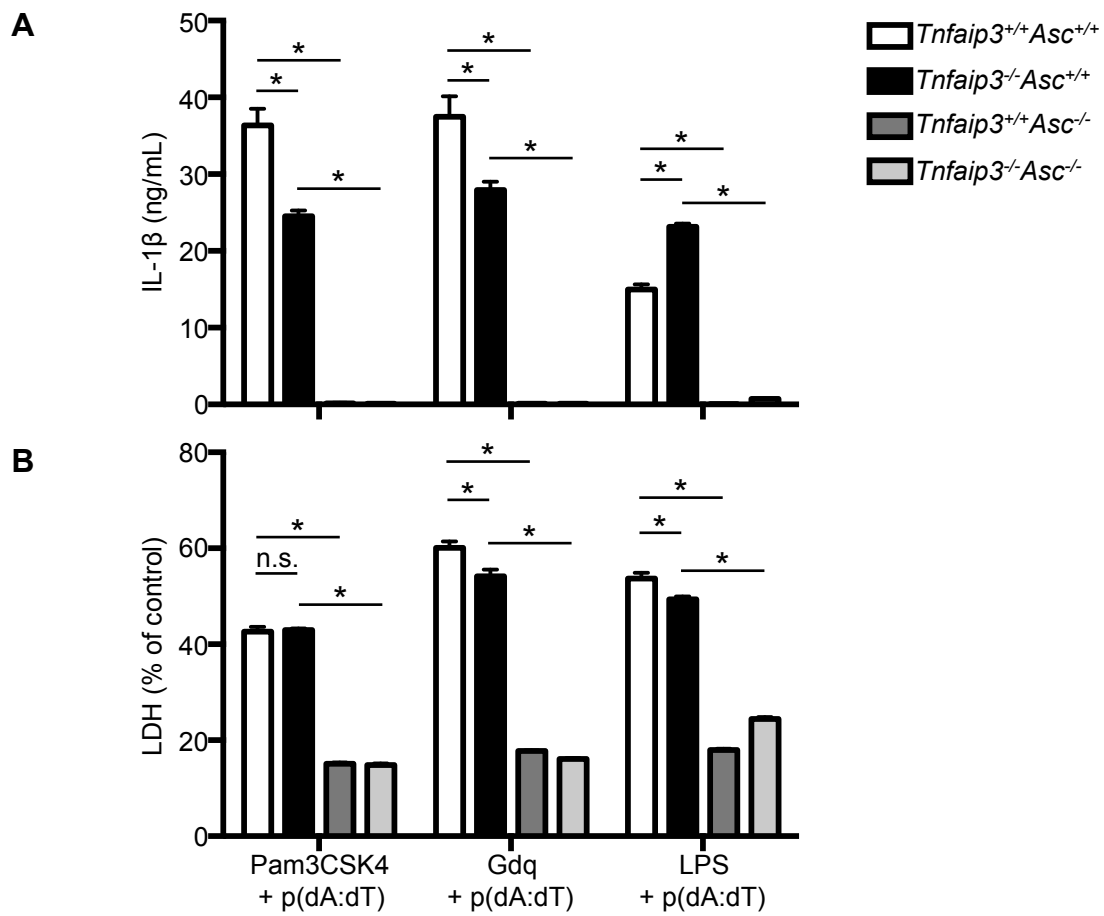 A
50
40
30
20
10
0
IL-1β (ng/mL)
*
*
*
*
*
*
*
*
*
Tnfaip3+/+Asc+/+
Tnfaip3-/-Asc+/+
Tnfaip3+/+Asc-/-
Tnfaip3-/-Asc-/-
B
80
60
40
20
0
LDH (% of control)
*
n.s.
*
*
*
*
*
*
*
Pam3CSK4
+ p(dA:dT)
Gdq
+ p(dA:dT)
LPS
+ p(dA:dT)